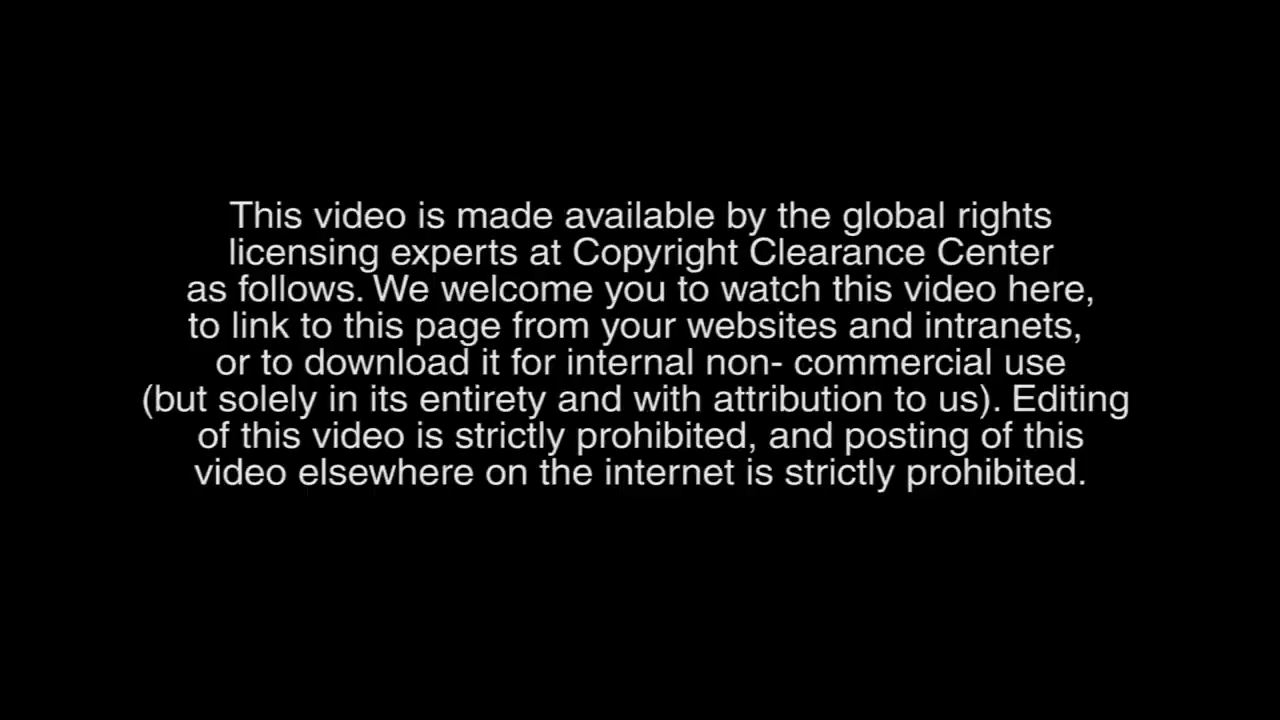 This video is made available by the global rights
licensing experts at Copyright Clearance Center
as follows. We welcome you to watch this video here,
to link to this page from your websites and intranets,
or to download it for internal non- commercial use
(but solely in its entirety and with attribution to us). Editing
of this video is strictly prohibited, and posting of this
video elsewhere on the internet is strictly prohibited.